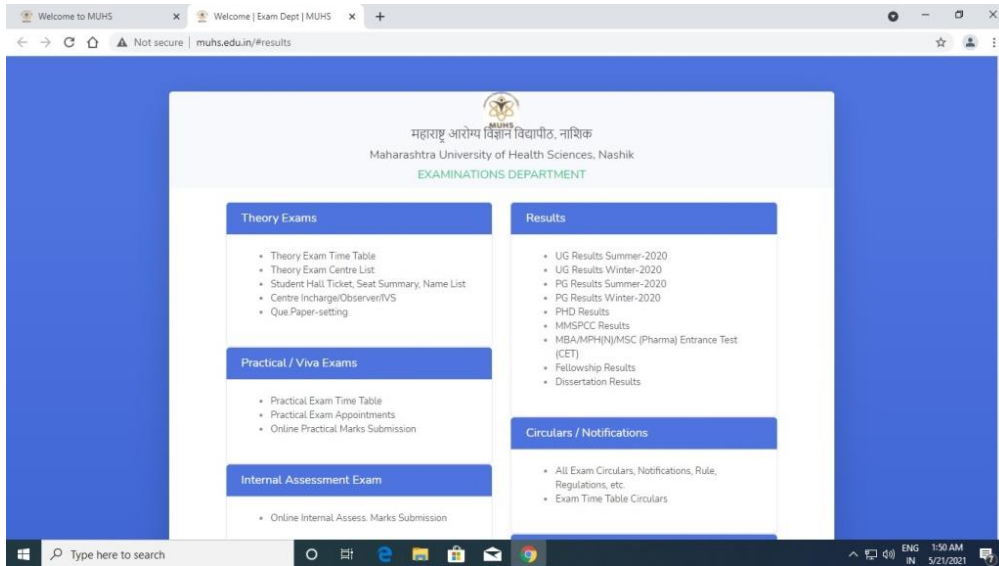 Welcome to MUHS
Welcome | Exam Dept | MUHS
Not secure | muhs.edu.in/#results
MUHS
महाराष्ट्र आरोग्य विज्ञान विद्यापीठ, नाशिक
Maharashtra University of Health Sciences, Nashik
EXAMINATIONS DEPARTMENT
Theory Exams
Theory Exam Time Table
Theory Exam Centre List
Student Hall Ticket, Seat Summary, Name List
Centre Incharge/Observer/IVS
Que.Paper-setting
Practical / Viva Exams
Practical Exam Time Table
Practical Exam Appointments
Online Practical Marks Submission
Internal Assessment Exam
Online Internal Assess. Marks Submission
Results
UG Results Summer-2020
UG Results Winter-2020
PG Results Summer-2020
PG Results Winter-2020
PHD Results
MMSPCC Results
MBA/MPH(N)/MSC (Pharma) Entrance Test
(CET)
Fellowship Results
Dissertation Results
Circulars / Notifications
All Exam Circulars, Notifications, Rule,
Regulations, etc.
Exam Time Table Circulars
Type here to search
ENG
IN
1:50 AM
5/21/2021